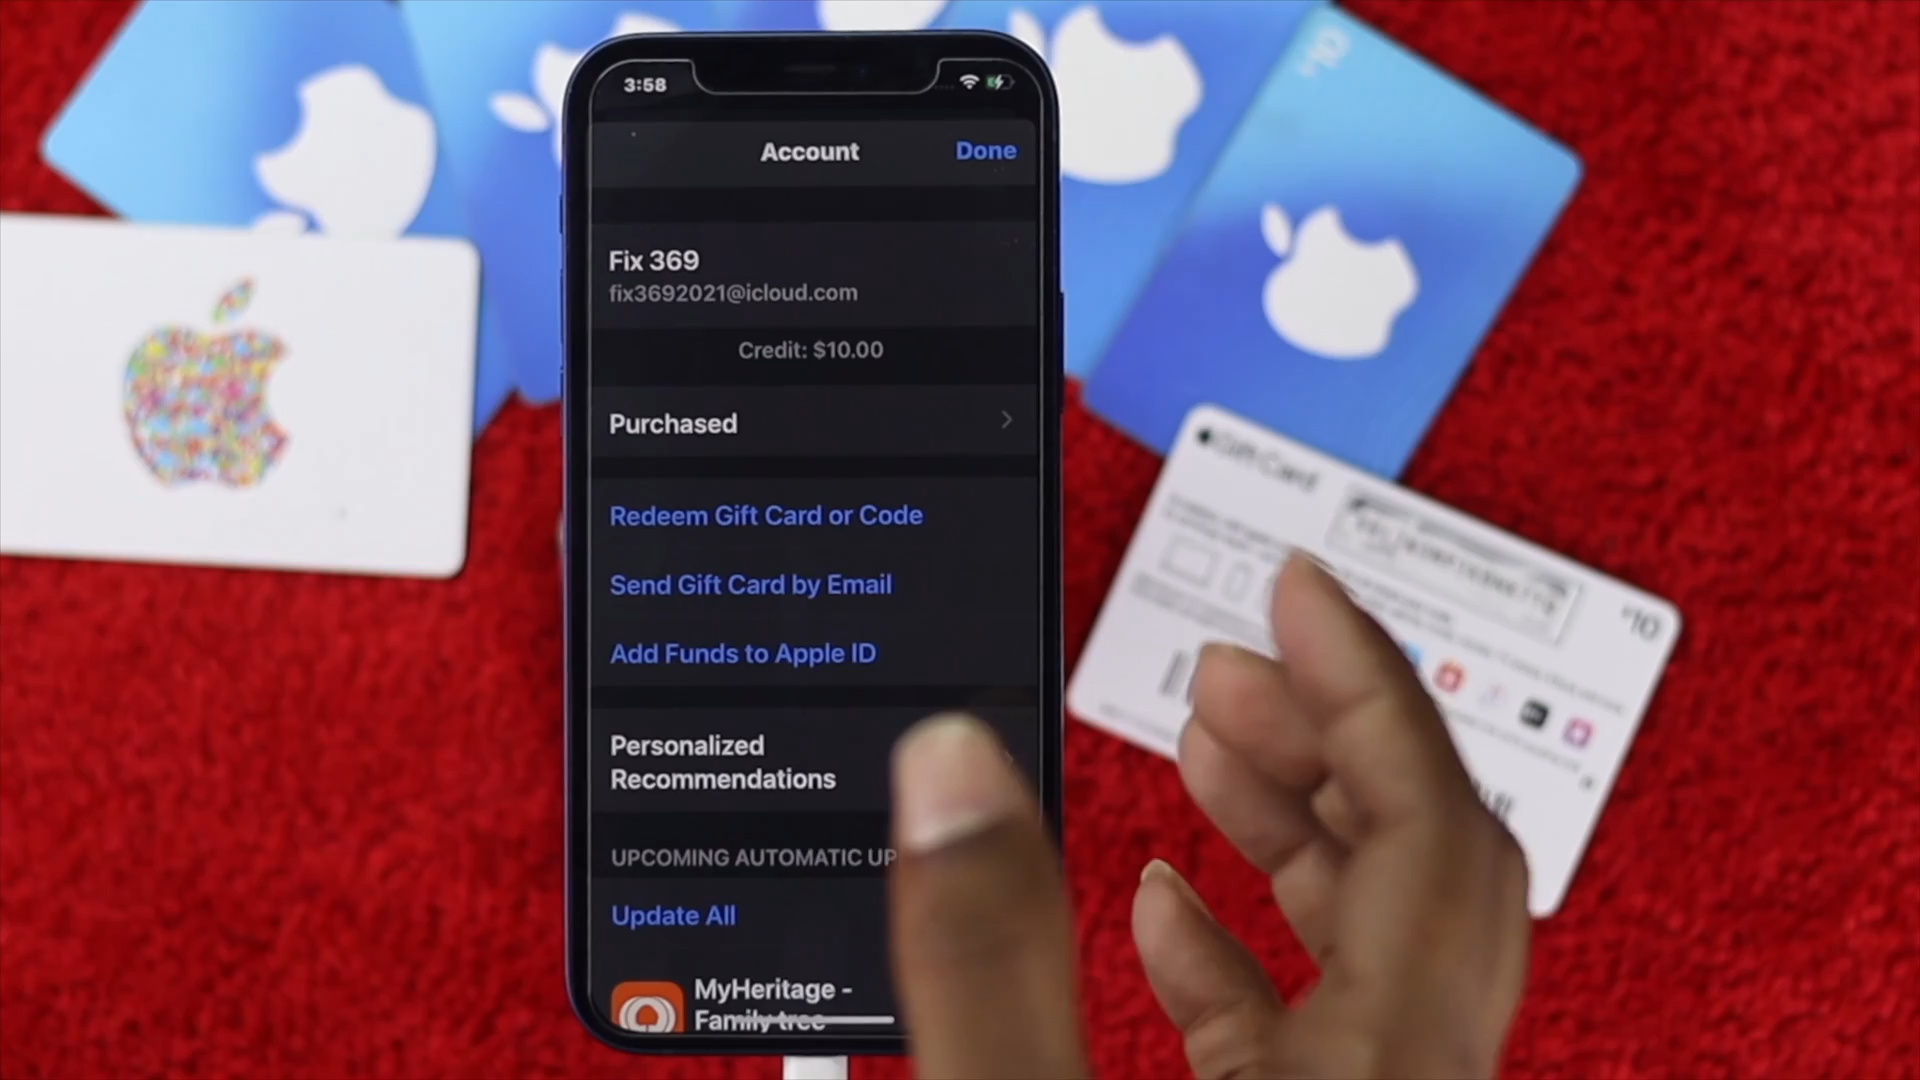 3:58
Account
Done
Fix 369
fix3692021@icloud.com
Credit: $10.00
Purchased
Redeem Gift Card or Code
Send Gift Card by Email
Add Funds to Apple ID
Personalized
Recommendations
UPCOMING AUTOMATIC UP
Update All
MyHeritage -
Family tree
Gift Card
$10